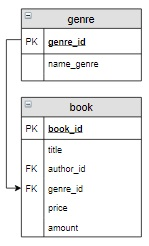 genre
PK genre_id
name_genre
book
PK book_id
title
FK author_id
FK genre_id
price
amount